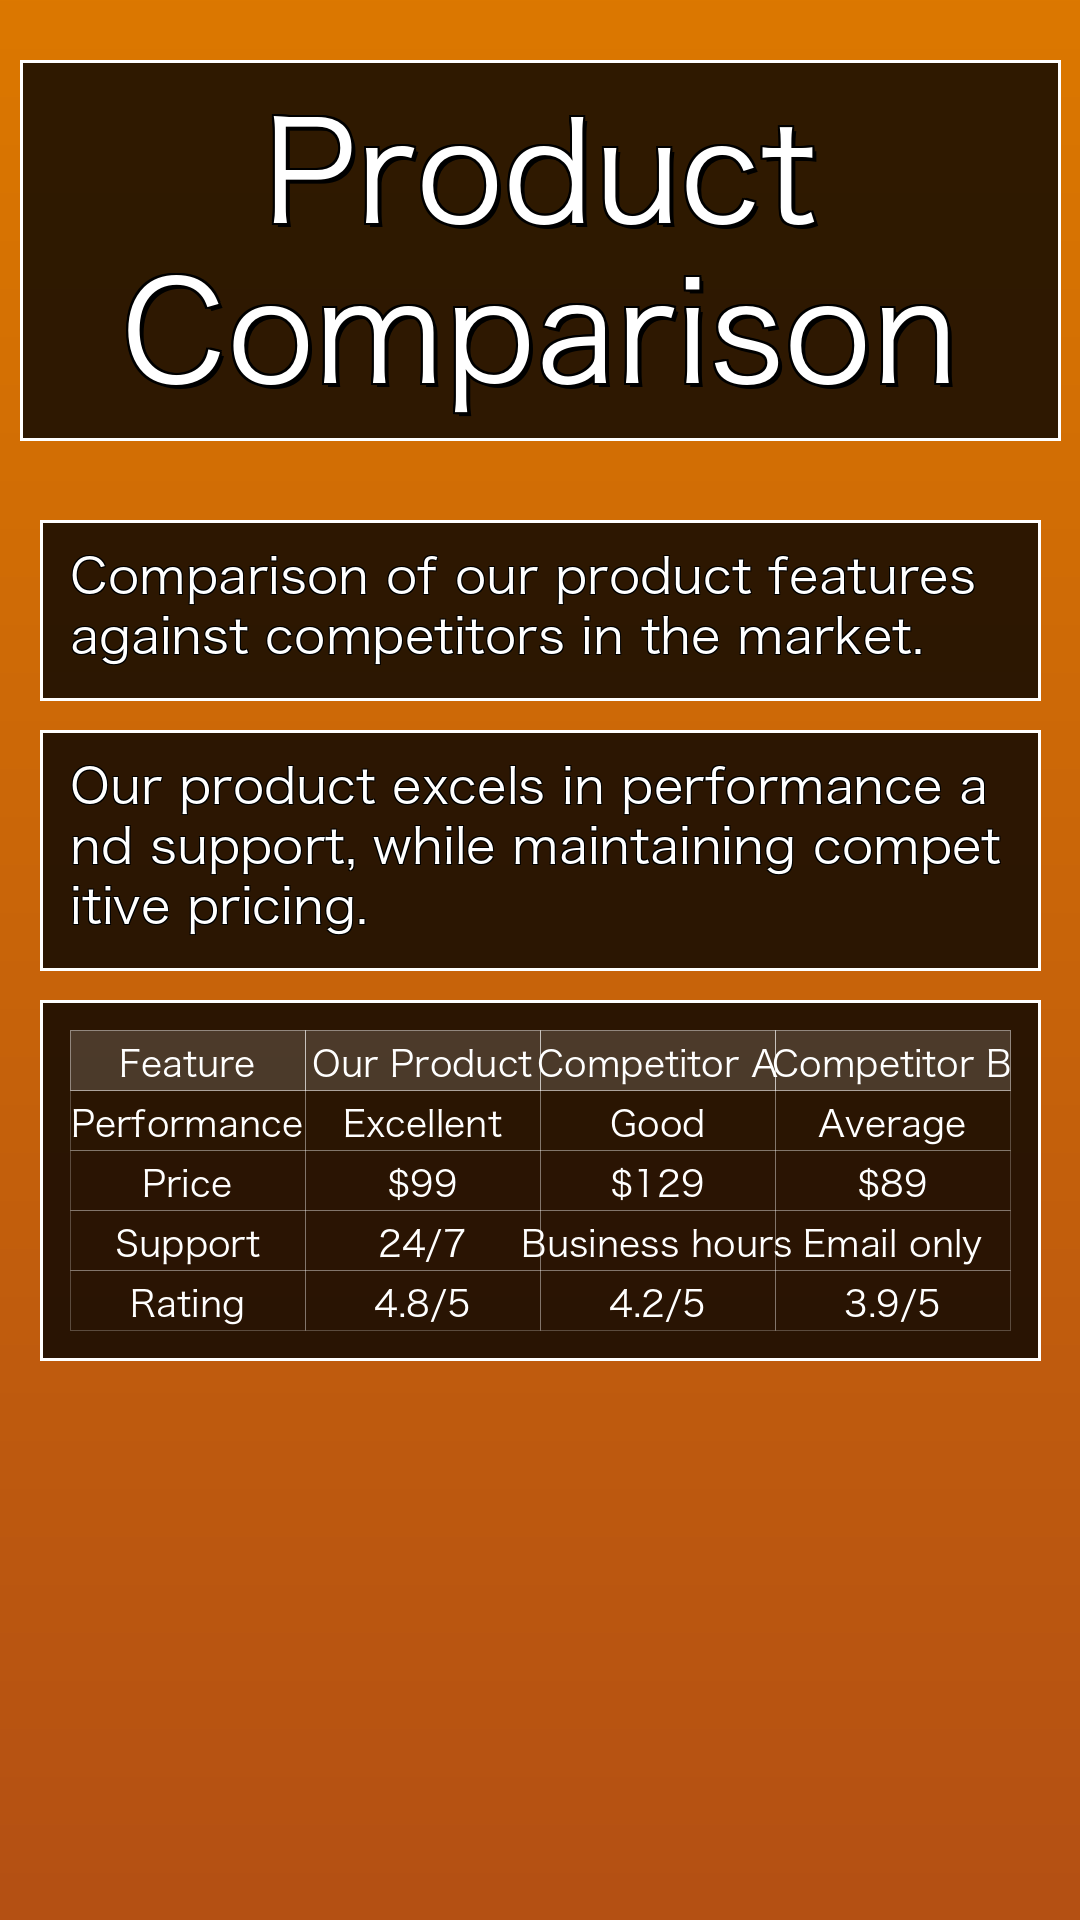 Product
Comparison
Comparison of our product features
against competitors in the market.
Our product excels in performance a
nd support, while maintaining compet
itive pricing.
Feature Our Product Competitor A Competitor B
Performance Excellent Good Average
Price $99 $129 $89
Support 24/7 Business hours Email only
Rating 4.8/5 4.2/5 3.9/5